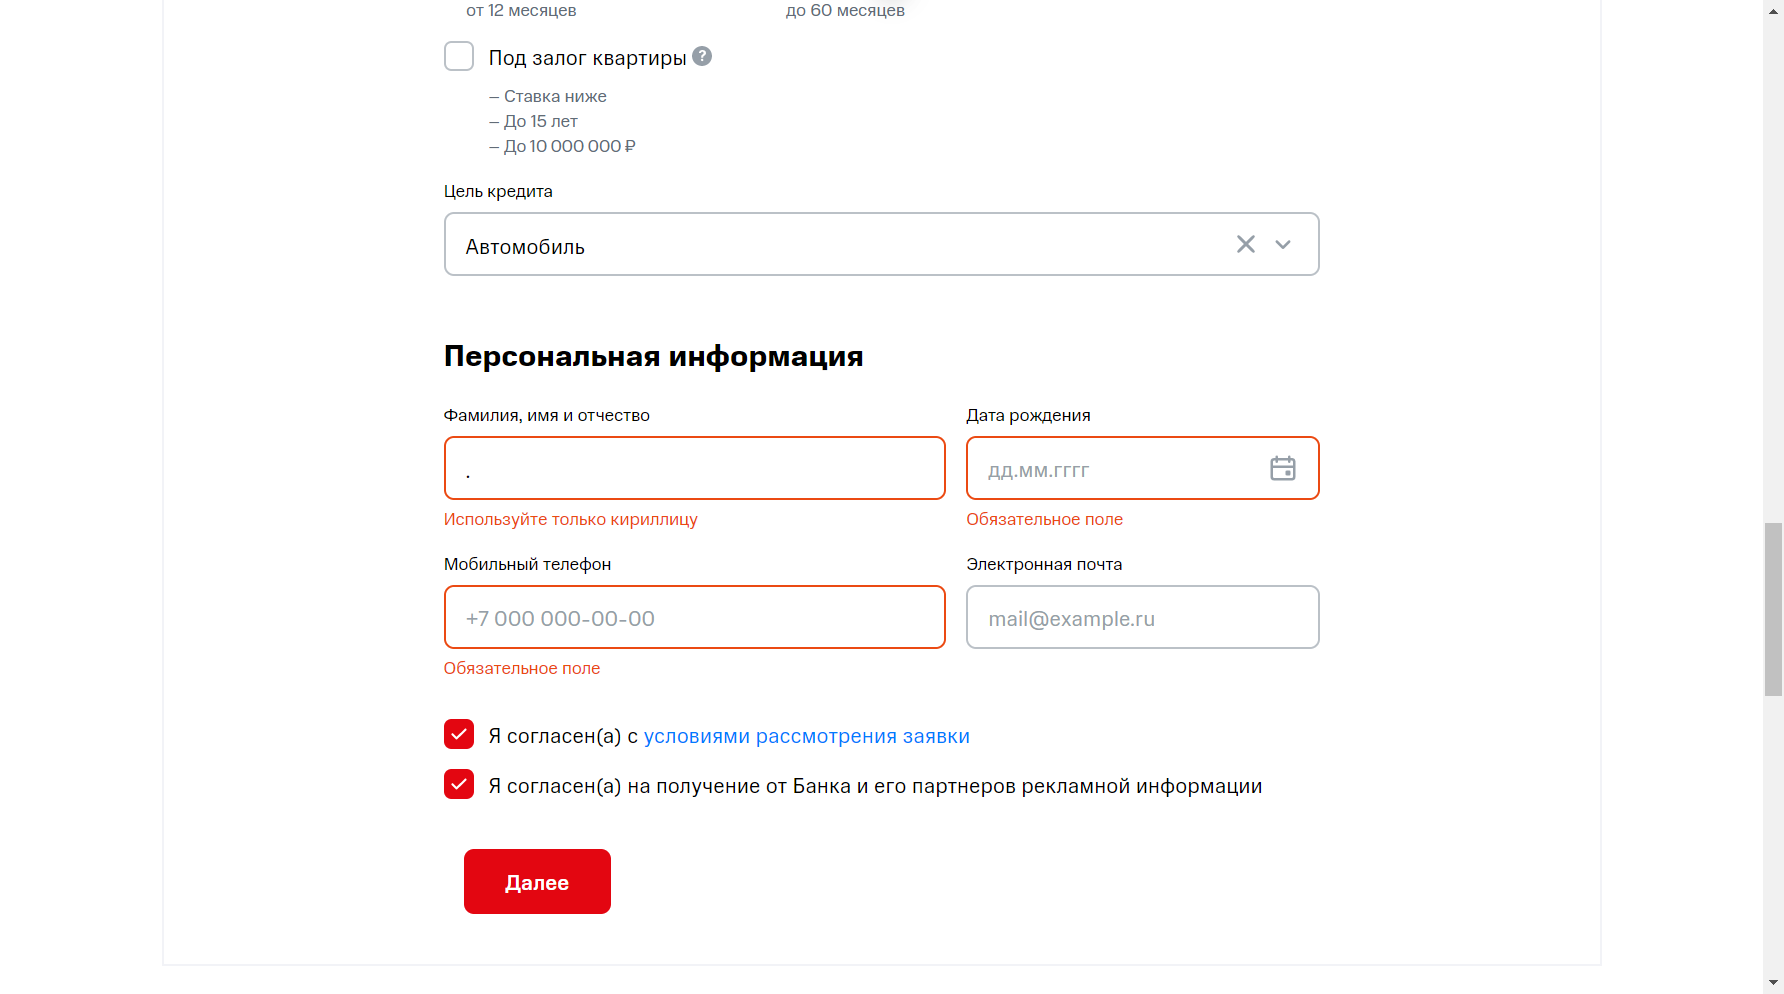 от 12 месяцев
до 60 месяцев
Под залог квартиры ?
– Ставка ниже
– До 15 лет
– До 10 000 000 ₽
Цель кредита
Автомобиль
Персональная информация
Фамилия, имя и отчество
Дата рождения
.
дд.мм.гггг
Используйте только кириллицу
Обязательное поле
Мобильный телефон
Электронная почта
+7 000 000-00-00
mail@example.ru
Обязательное поле
Я согласен(а) с условиями рассмотрения заявки
Я согласен(а) на получение от Банка и его партнеров рекламной информации
Далее